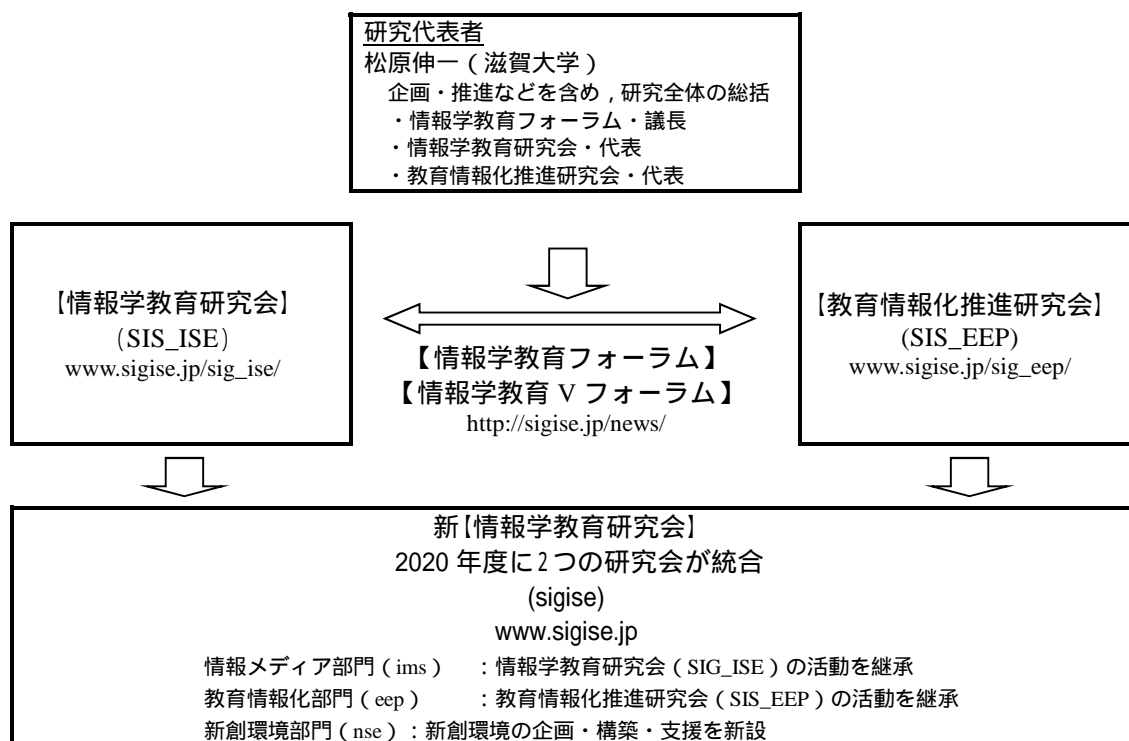 研究代表者
松原伸一（滋賀大学）
企画・推進などを含め，研究全体の総括
・情報学教育フォーラム・議長
・情報学教育研究会・代表
・教育情報化推進研究会・代表
【情報学教育研究会】
(SIS_ISE)
www.sigise.jp/sig_ise/
【情報学教育フォーラム】
【情報学教育 V フォーラム】
http://sigise.jp/news/
【教育情報化推進研究会】
(SIS_EEP)
www.sigise.jp/sig_eep/
新【情報学教育研究会】
2020 年度に2つの研究会が統合
(sigise)
www.sigise.jp
情報メディア部門（ims）　：情報学教育研究会（SIG_ISE）の活動を継承
教育情報化部門（eep）　：教育情報化推進研究会（SIS_EEP）の活動を継承
新創環境部門（nse）：新創環境の企画・構築・支援を新設